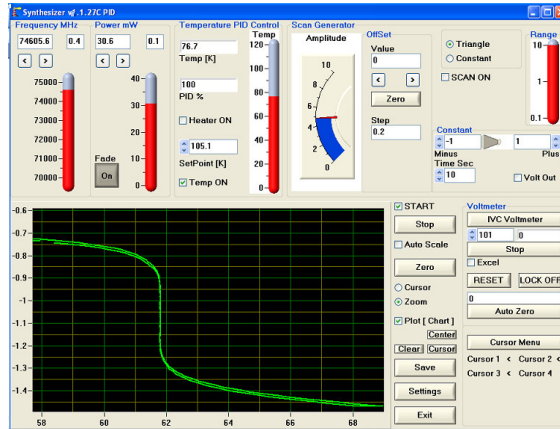 Synthesizer wf .1.27C PID
Frequency MHz
74605.6
0.4
<
>
75000-
74000-
73000-
72000-
71000-
70000-
Power mW
30.6
0.1
<
>
40-
30-
20-
10-
0-
Fade
On
Temperature PID Control
76.7
Temp [K]
100
PID %
Heater ON
105.1
SetPoint [K]
Temp ON
Temp
120-
100-
80-
60-
40-
20-
0-
Scan Generator
Amplitude
10
8
6
4
2
0
OffSet
Value
0
<
>
Zero
Step
0.2
Triangle
Constant
SCAN ON
Range
10-
1-
0.1-
Constant
-1
1
Minus
Plus
Time Sec
10
Volt Out
-0.6
-0.7
-0.8
-0.9
-1
-1.1
-1.2
-1.3
-1.4
58
60
62
64
66
68
START
Stop
Auto Scale
Zero
Cursor
Zoom
Plot [ Chart ]
Center
Clear
Cursor
Save
Settings
Exit
Voltmeter
IVC Voltmeter
101
0
Stop
Excel
RESET
LOCK OFF
0
Auto Zero
Cursor Menu
Cursor 1 < Cursor 2 <
Cursor 3 < Cursor 4